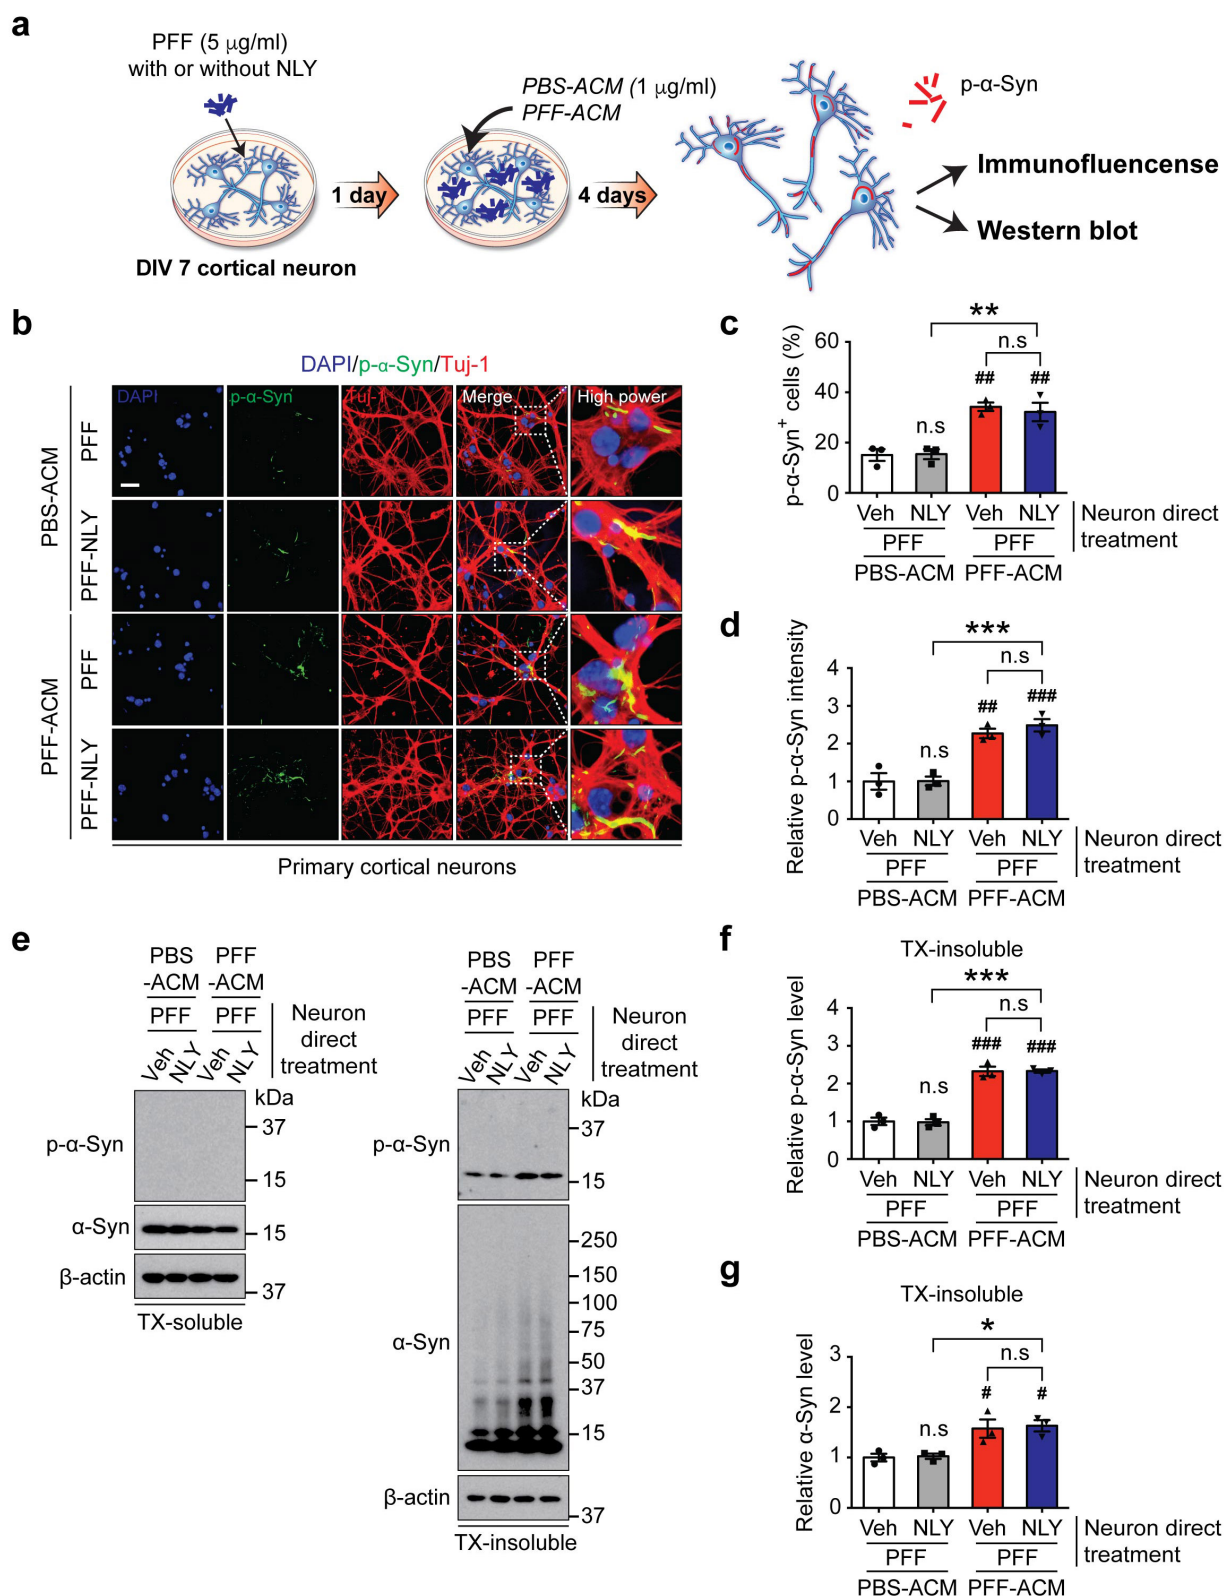 a
PFF (5 μg/ml)
with or without NLY
PBS-ACM (1 μg/ml)
PFF-ACM
p-α-Syn
1 day
4 days
Immunofluencense
Western blot
DIV 7 cortical neuron
b
DAPI/p-α-Syn/Tuj-1
DAPI
p-α-Syn
Tuj-1
Merge
High power
PBS-ACM
PFF
PFF-NLY
PFF-ACM
PFF
PFF-NLY
Primary cortical neurons
c
p-α-Syn+ cells (%)
60
40
20
0
**
n.s
##
##
n.s
Veh NLY Veh NLY
Neuron direct
treatment
PFF PFF
PBS-ACM PFF-ACM
d
Relative p-α-Syn intensity
4
3
2
1
0
***
n.s
##
###
n.s
Veh NLY Veh NLY
Neuron direct
treatment
PFF PFF
PBS-ACM PFF-ACM
e
PBS
-ACM
PFF
-ACM
PFF PFF
Veh NLY Veh NLY
Neuron
direct
treatment
kDa
p-α-Syn
37
15
α-Syn
15
β-actin
37
TX-soluble
PBS
-ACM
PFF
-ACM
PFF PFF
Veh NLY Veh NLY
Neuron
direct
treatment
kDa
p-α-Syn
37
15
α-Syn
250
150
100
75
50
37
15
β-actin
37
TX-insoluble
f
TX-insoluble
Relative p-α-Syn level
4
3
2
1
0
***
n.s
###
###
n.s
Veh NLY Veh NLY
Neuron direct
treatment
PFF PFF
PBS-ACM PFF-ACM
g
TX-insoluble
Relative α-Syn level
3
2
1
0
*
n.s
#
#
n.s
Veh NLY Veh NLY
Neuron direct
treatment
PFF PFF
PBS-ACM PFF-ACM